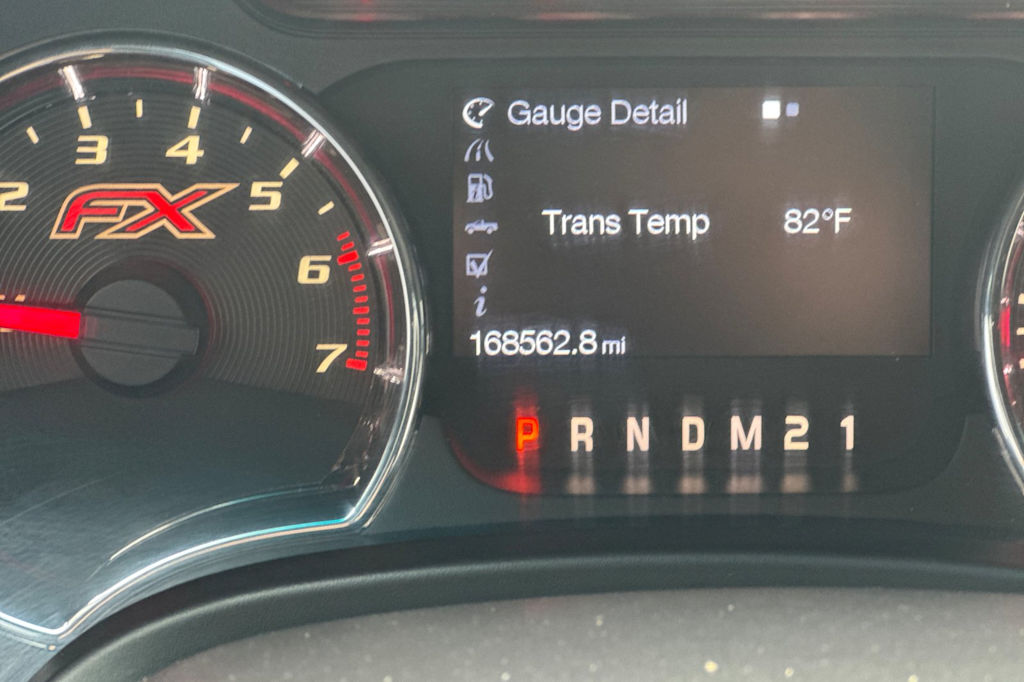 Gauge Detail
3
4
2
5
FX
Trans Temp 82°F
6
168562.8 mi
7
P R N D M 2 1